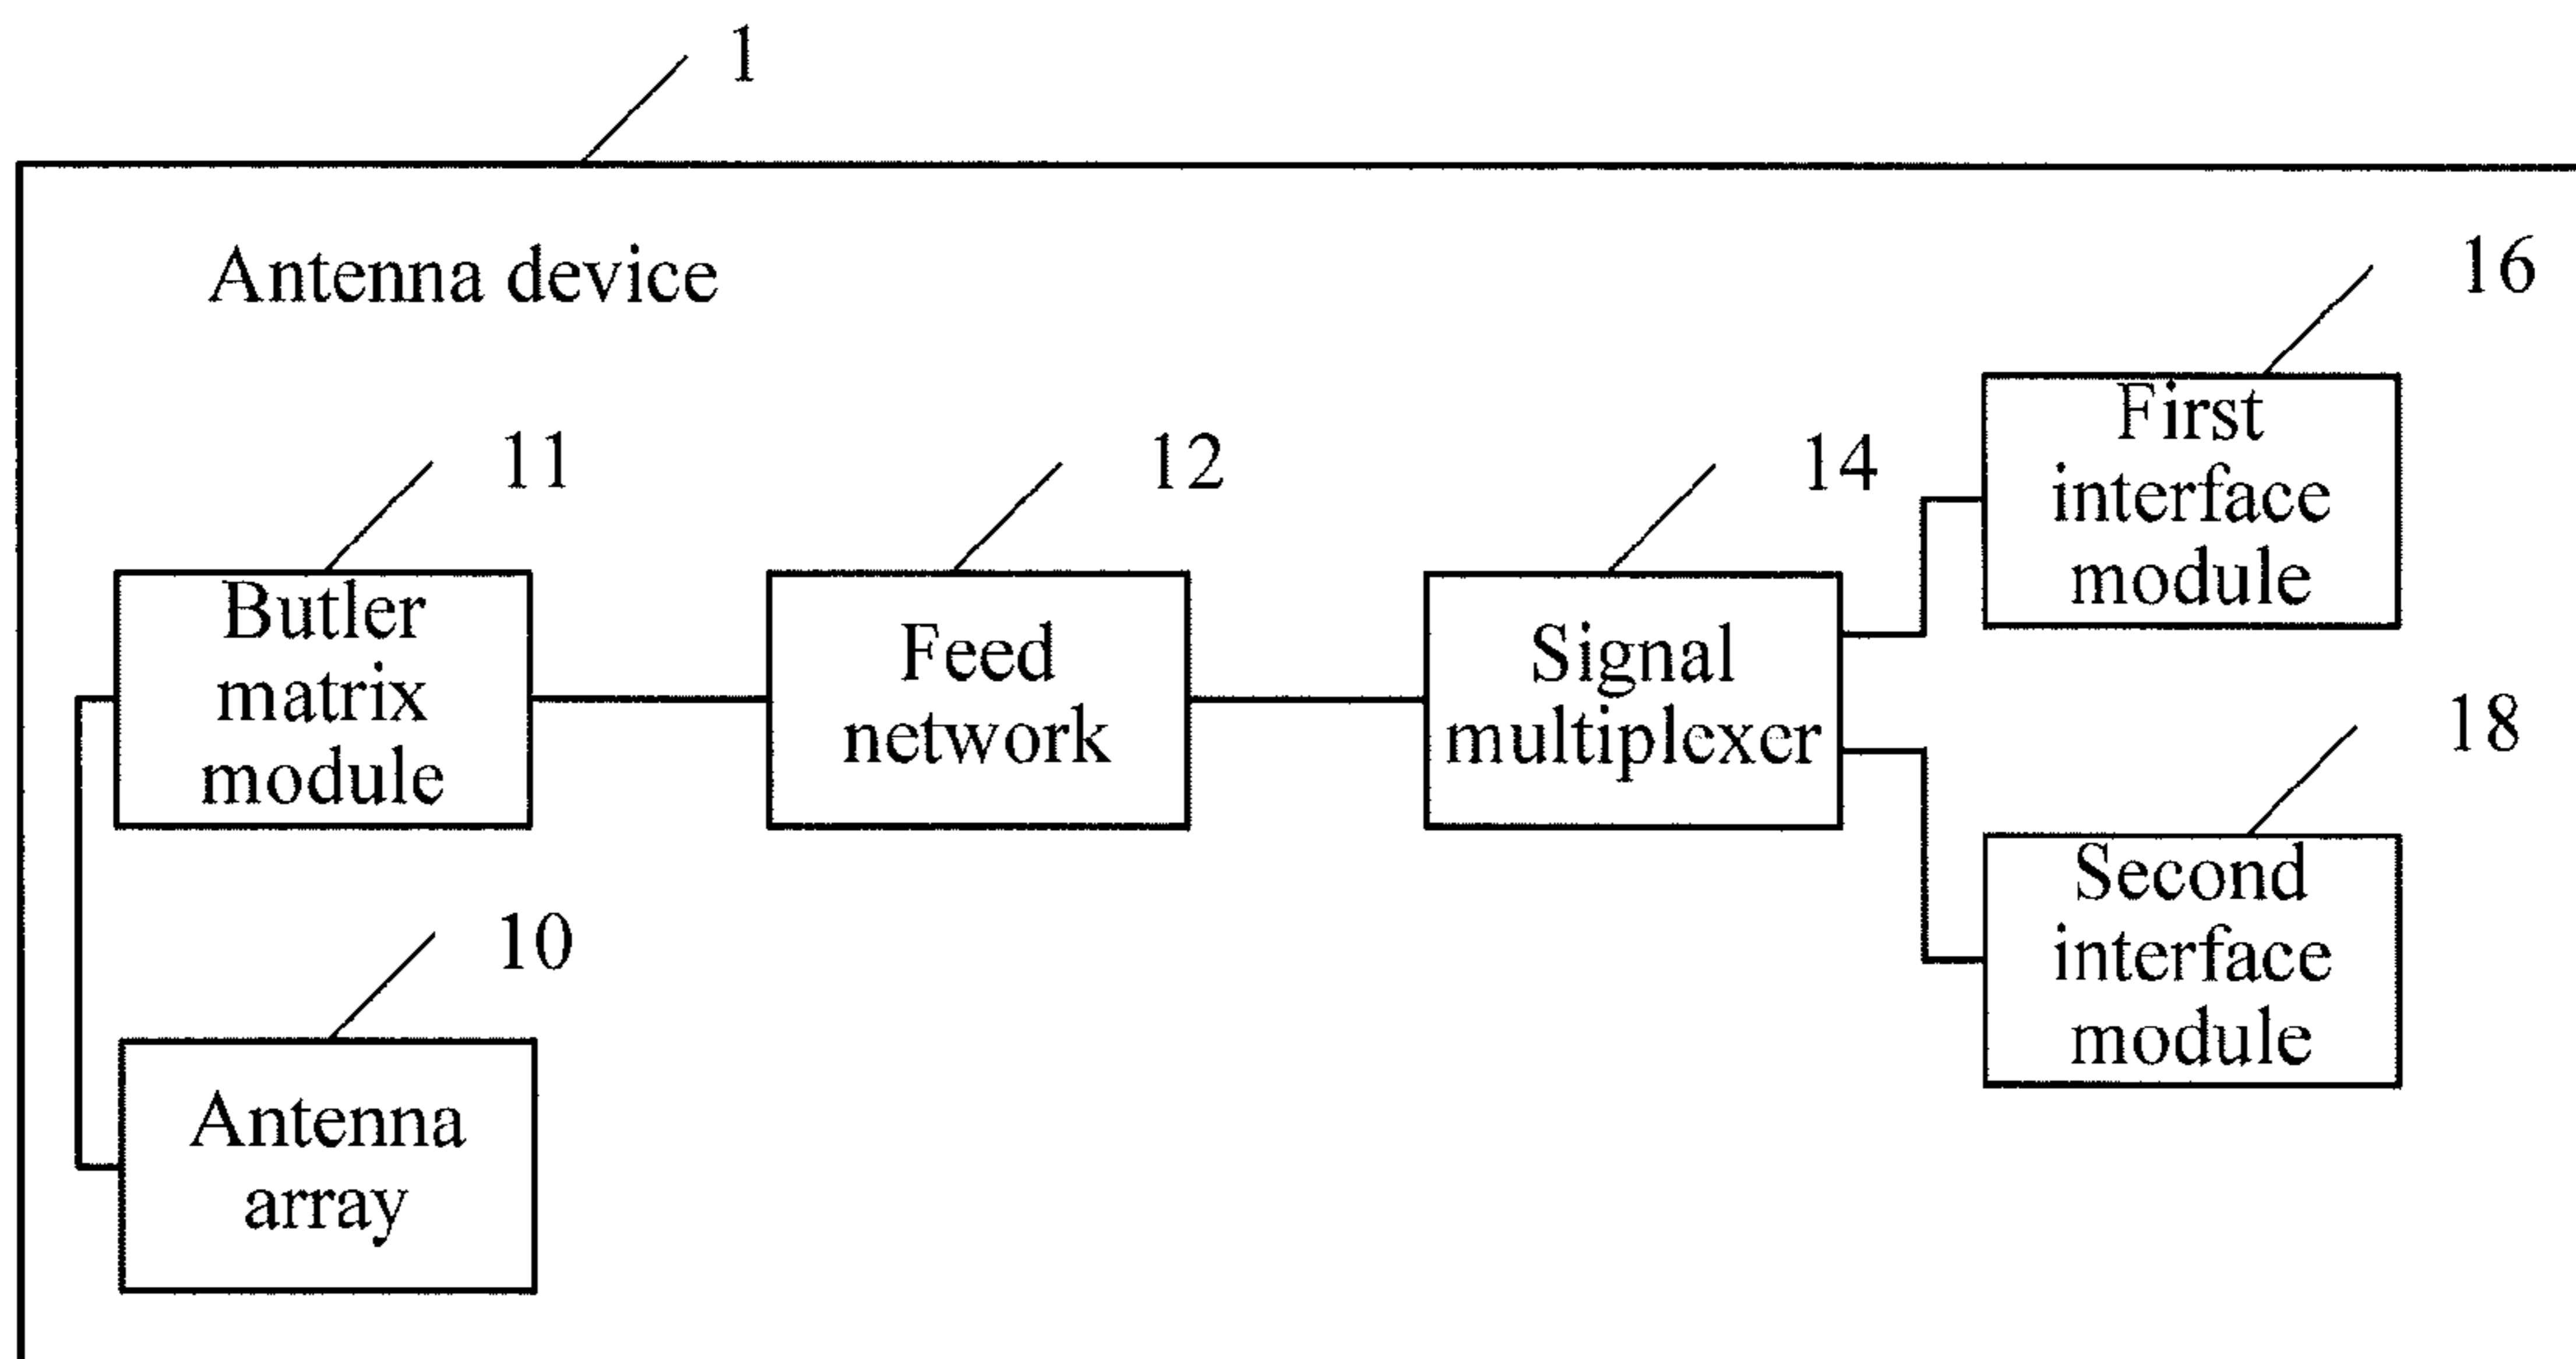 1
Antenna device
16
First
interface
module
11
12
14
Butler
matrix
module
Feed
network
Signal
multiplexer
18
Second
interface
module
10
Antenna
array